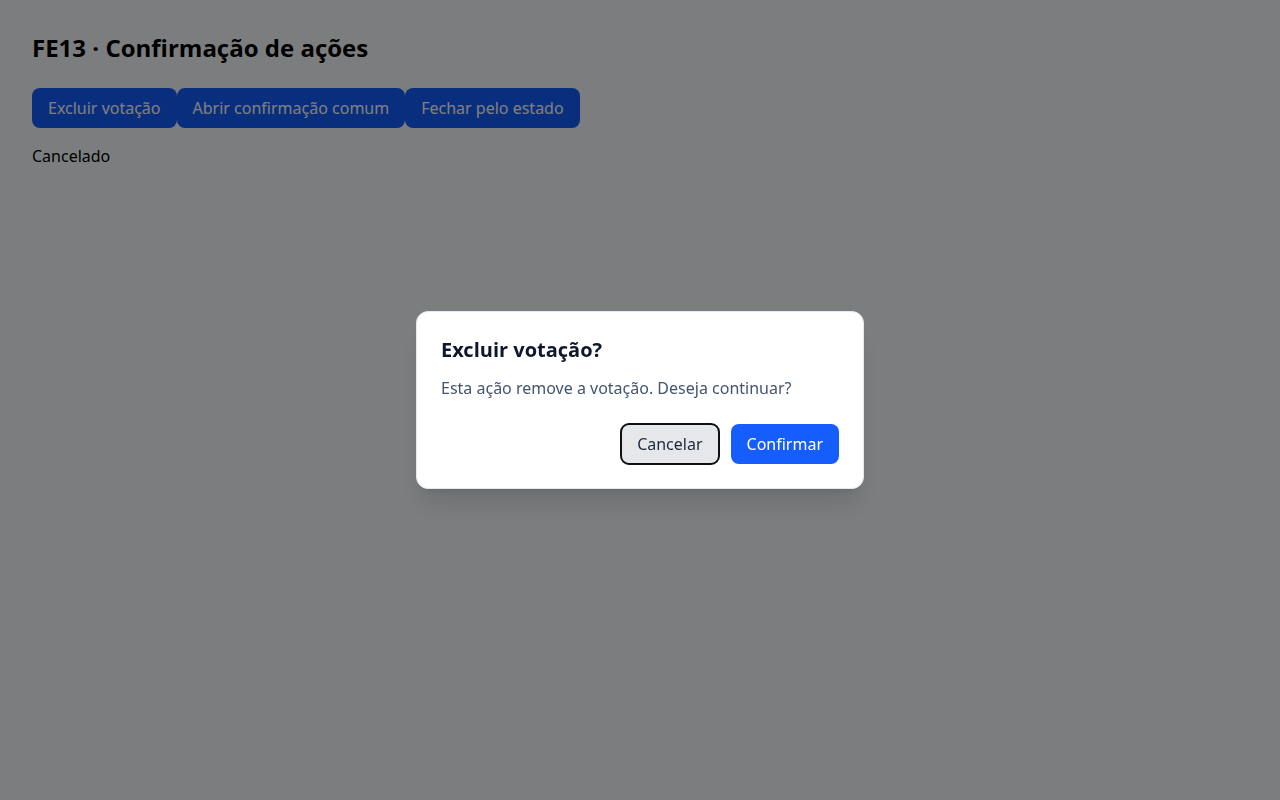 FE13 · Confirmação de ações
Excluir votação Abrir confirmação comum Fechar pelo estado
Cancelado
Excluir votação?
Esta ação remove a votação. Deseja continuar?
Cancelar Confirmar